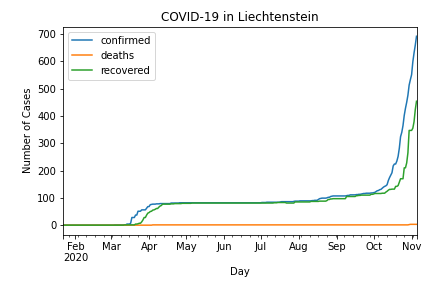 COVID-19 in Liechtenstein
700
600
500
400
300
200
100
0
Number of Cases
confirmed
deaths
recovered
Feb Mar Apr May Jun Jul Aug Sep Oct Nov
2020
Day